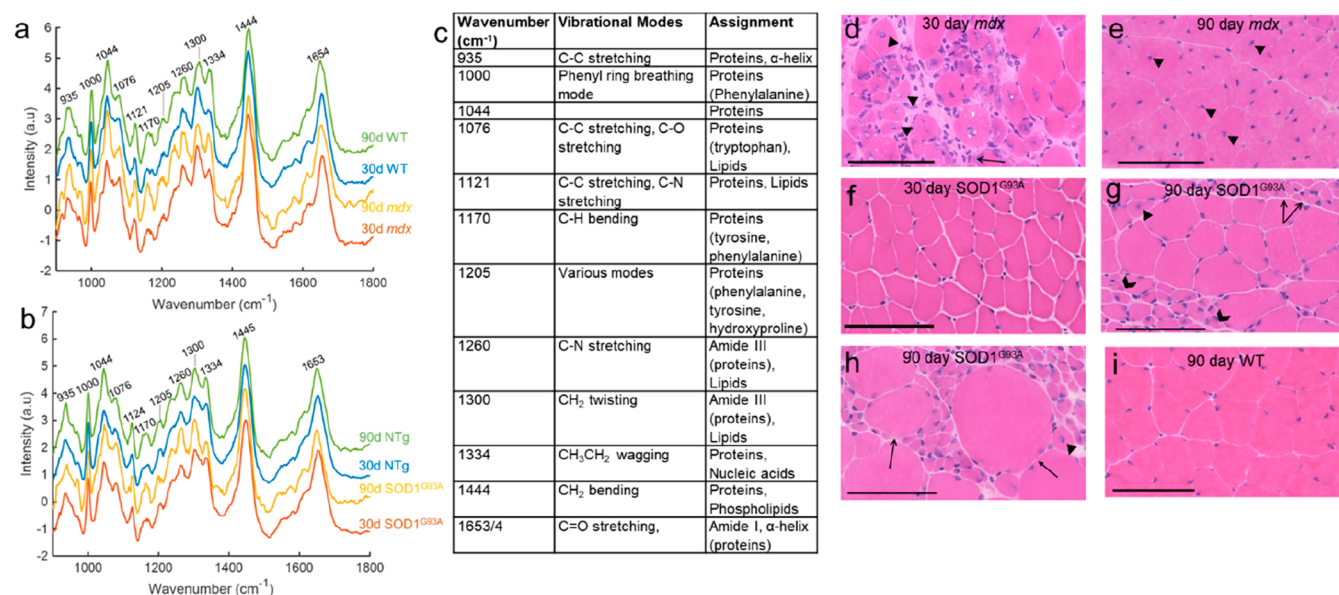 a
Intensity (a.u)
6
5
4
3
2
1
0
-1
-2
935
1000
1044
1076
1121
1170
1205
1260
1300
1334
1444
1654
90d WT
30d WT
90d mdx
30d mdx
1000
1200
1400
1600
1800
Wavenumber (cm-1)
b
Intensity (a.u)
7
6
5
4
3
2
1
0
-1
-2
935
1000
1044
1076
1124
1170
1205
1260
1300
1334
1445
1653
90d NTg
30d NTg
90d SOD1G93A
30d SOD1G93A
1000
1200
1400
1600
1800
Wavenumber (cm-1)
c
Wavenumber (cm-1) Vibrational Modes Assignment
935 C-C stretching Proteins, α-helix
1000 Phenyl ring breathing mode Proteins (Phenylalanine)
1044 Proteins
1076 C-C stretching, C-O stretching Proteins (tryptophan), Lipids
1121 C-C stretching, C-N stretching Proteins, Lipids
1170 C-H bending Proteins (tyrosine, phenylalanine)
1205 Various modes Proteins (phenylalanine, tyrosine, hydroxyproline)
1260 C-N stretching Amide III (proteins), Lipids
1300 CH2 twisting Amide III (proteins), Lipids
1334 CH3CH2 wagging Proteins, Nucleic acids
1444 CH2 bending Proteins, Phospholipids
1653/4 C=O stretching, Amide I, α-helix (proteins)
d 30 day mdx
e 90 day mdx
f 30 day SOD1G93A
g 90 day SOD1G93A
h 90 day SOD1G93A
i 90 day WT